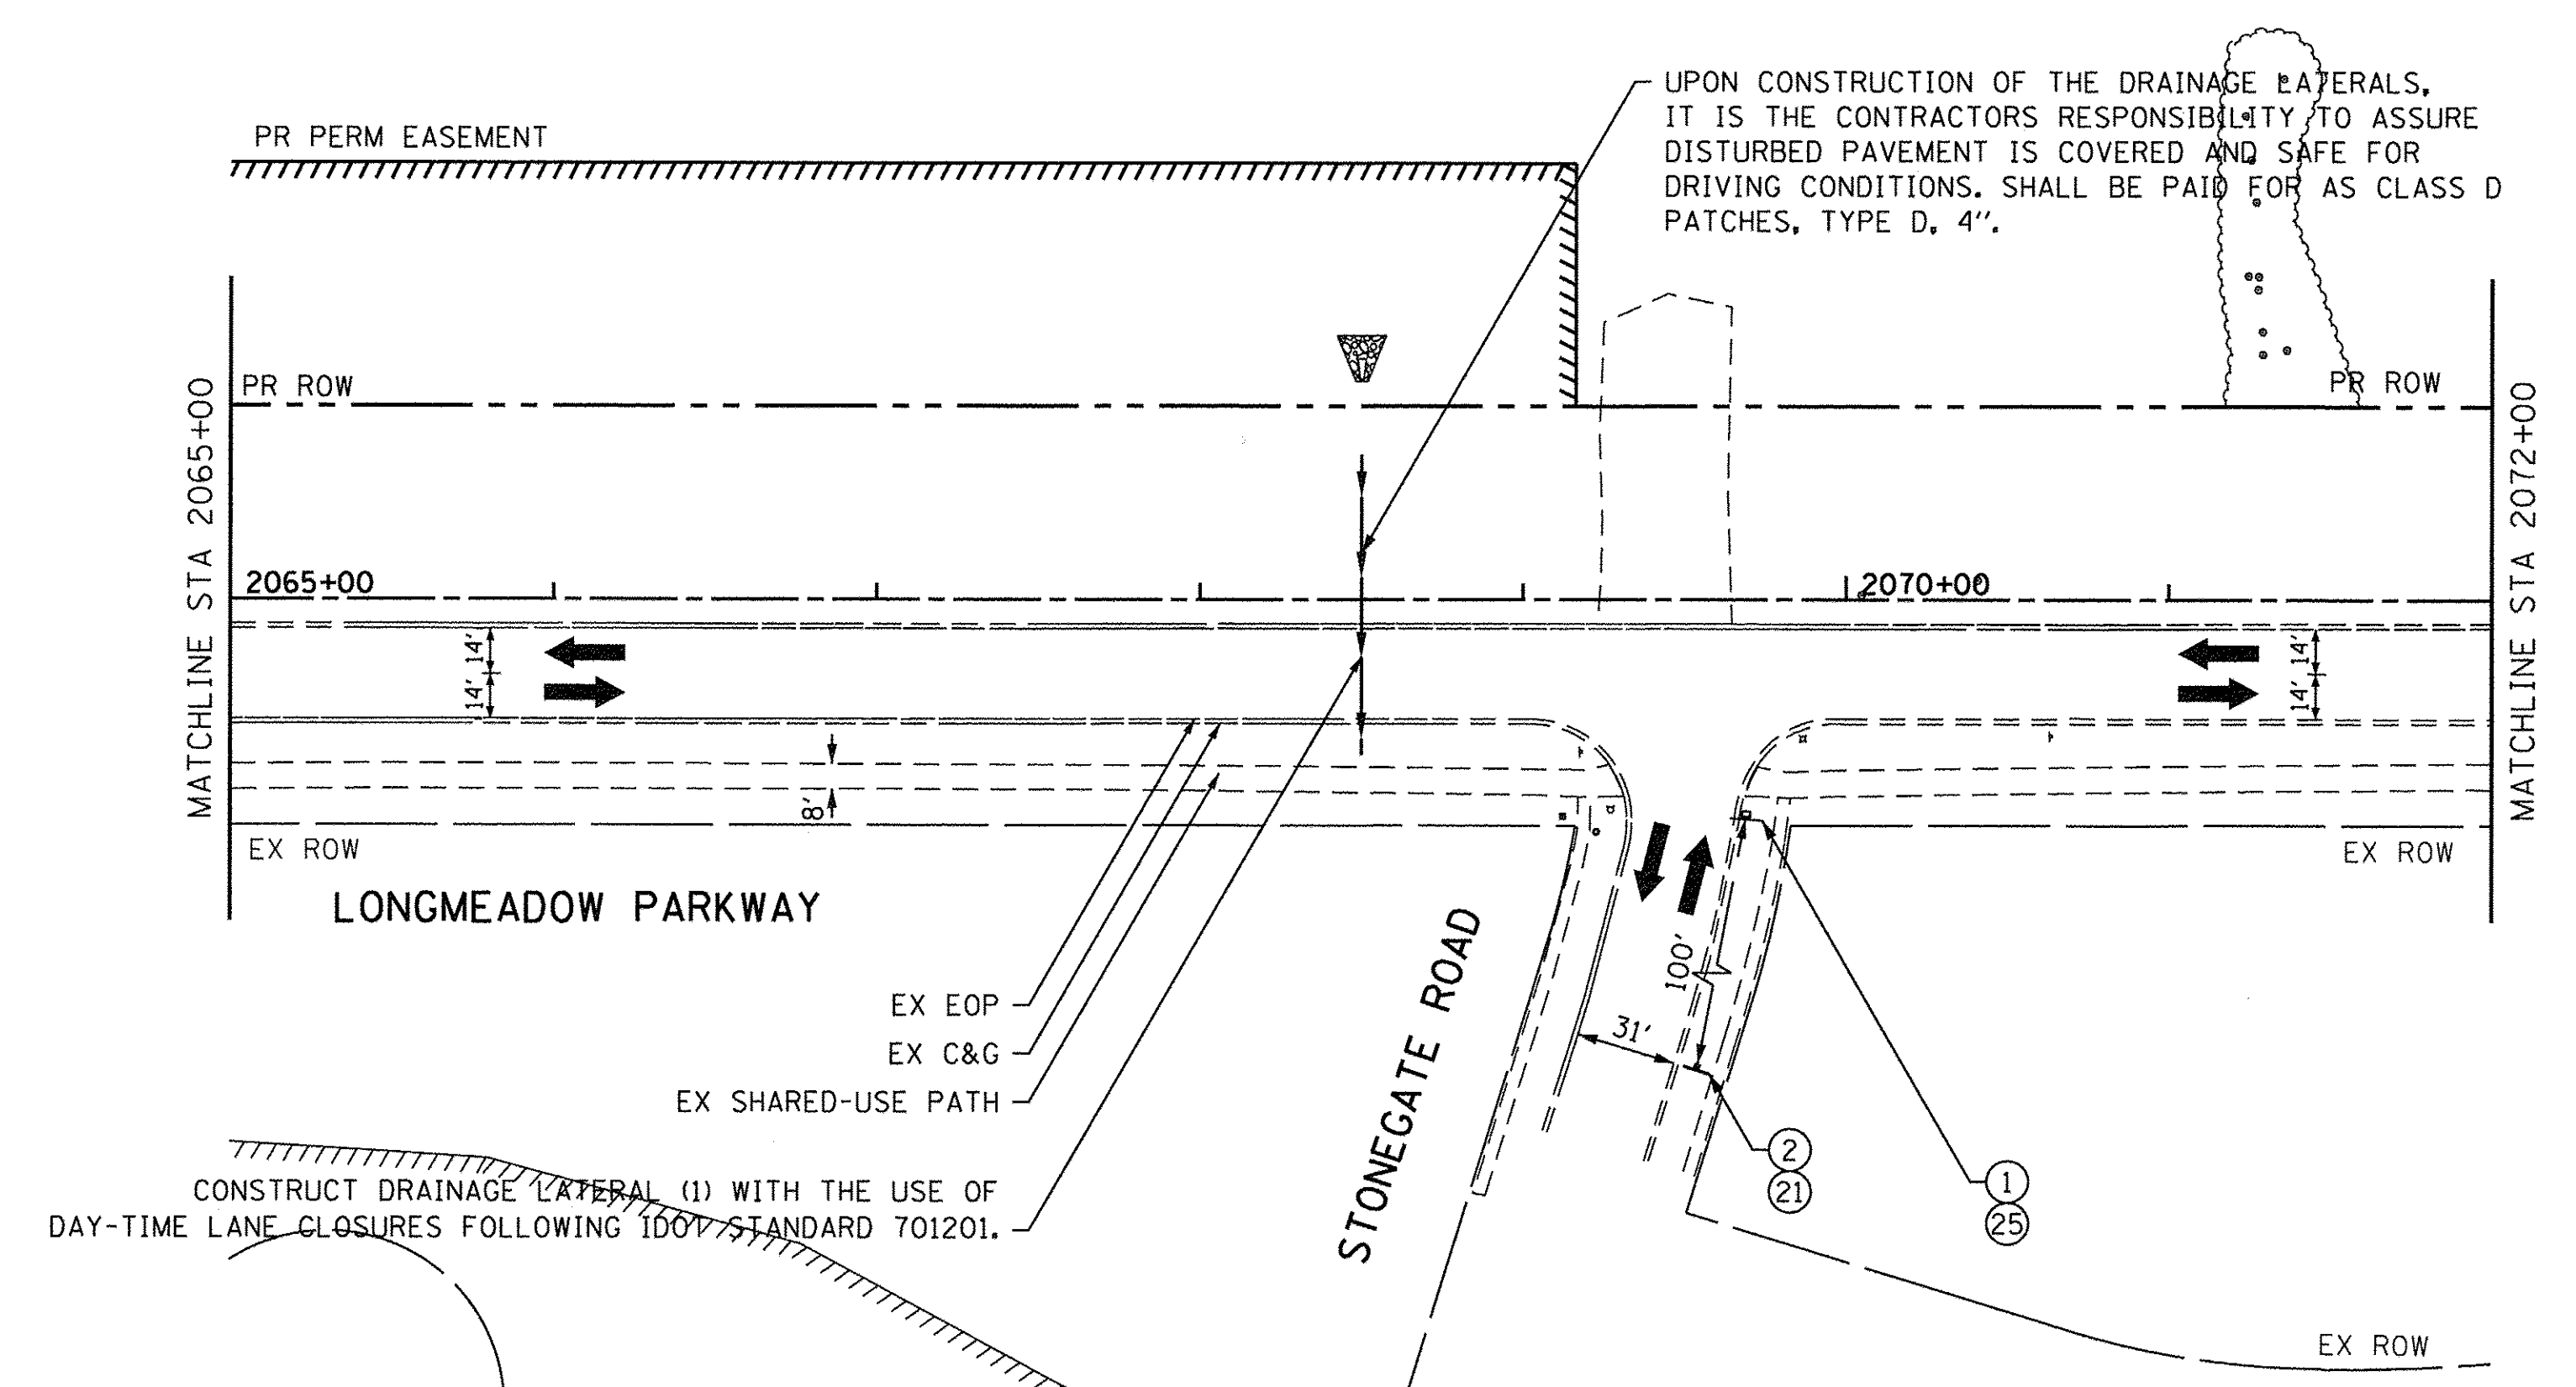 UPON CONSTRUCTION OF THE DRAINAGE LATERALS,
IT IS THE CONTRACTORS RESPONSIBILITY TO ASSURE
DISTURBED PAVEMENT IS COVERED AND SAFE FOR
DRIVING CONDITIONS. SHALL BE PAID FOR AS CLASS D
PATCHES, TYPE D, 4".
PR PERM EASEMENT
PR ROW
PR ROW
MATCHLINE STA 2065+00
MATCHLINE STA 2072+00
2065+00
2070+00
14'
14'
14'
14'
8'
EX ROW
EX ROW
LONGMEADOW PARKWAY
STONEGATE ROAD
100'
31'
EX EOP
EX C&G
EX SHARED-USE PATH
CONSTRUCT DRAINAGE LATERAL (1) WITH THE USE OF
DAY-TIME LANE CLOSURES FOLLOWING IDOT STANDARD 701201.
2
21
1
25
EX ROW